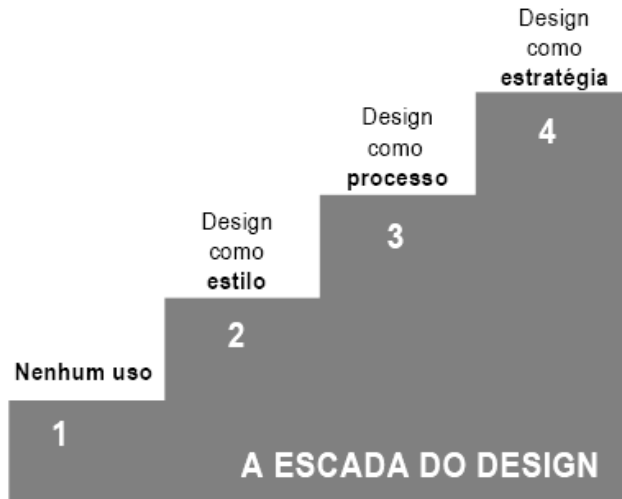 Nenhum uso
1
Design
como
estilo
2
Design
como
processo
3
Design
como
estratégia
4
A ESCADA DO DESIGN